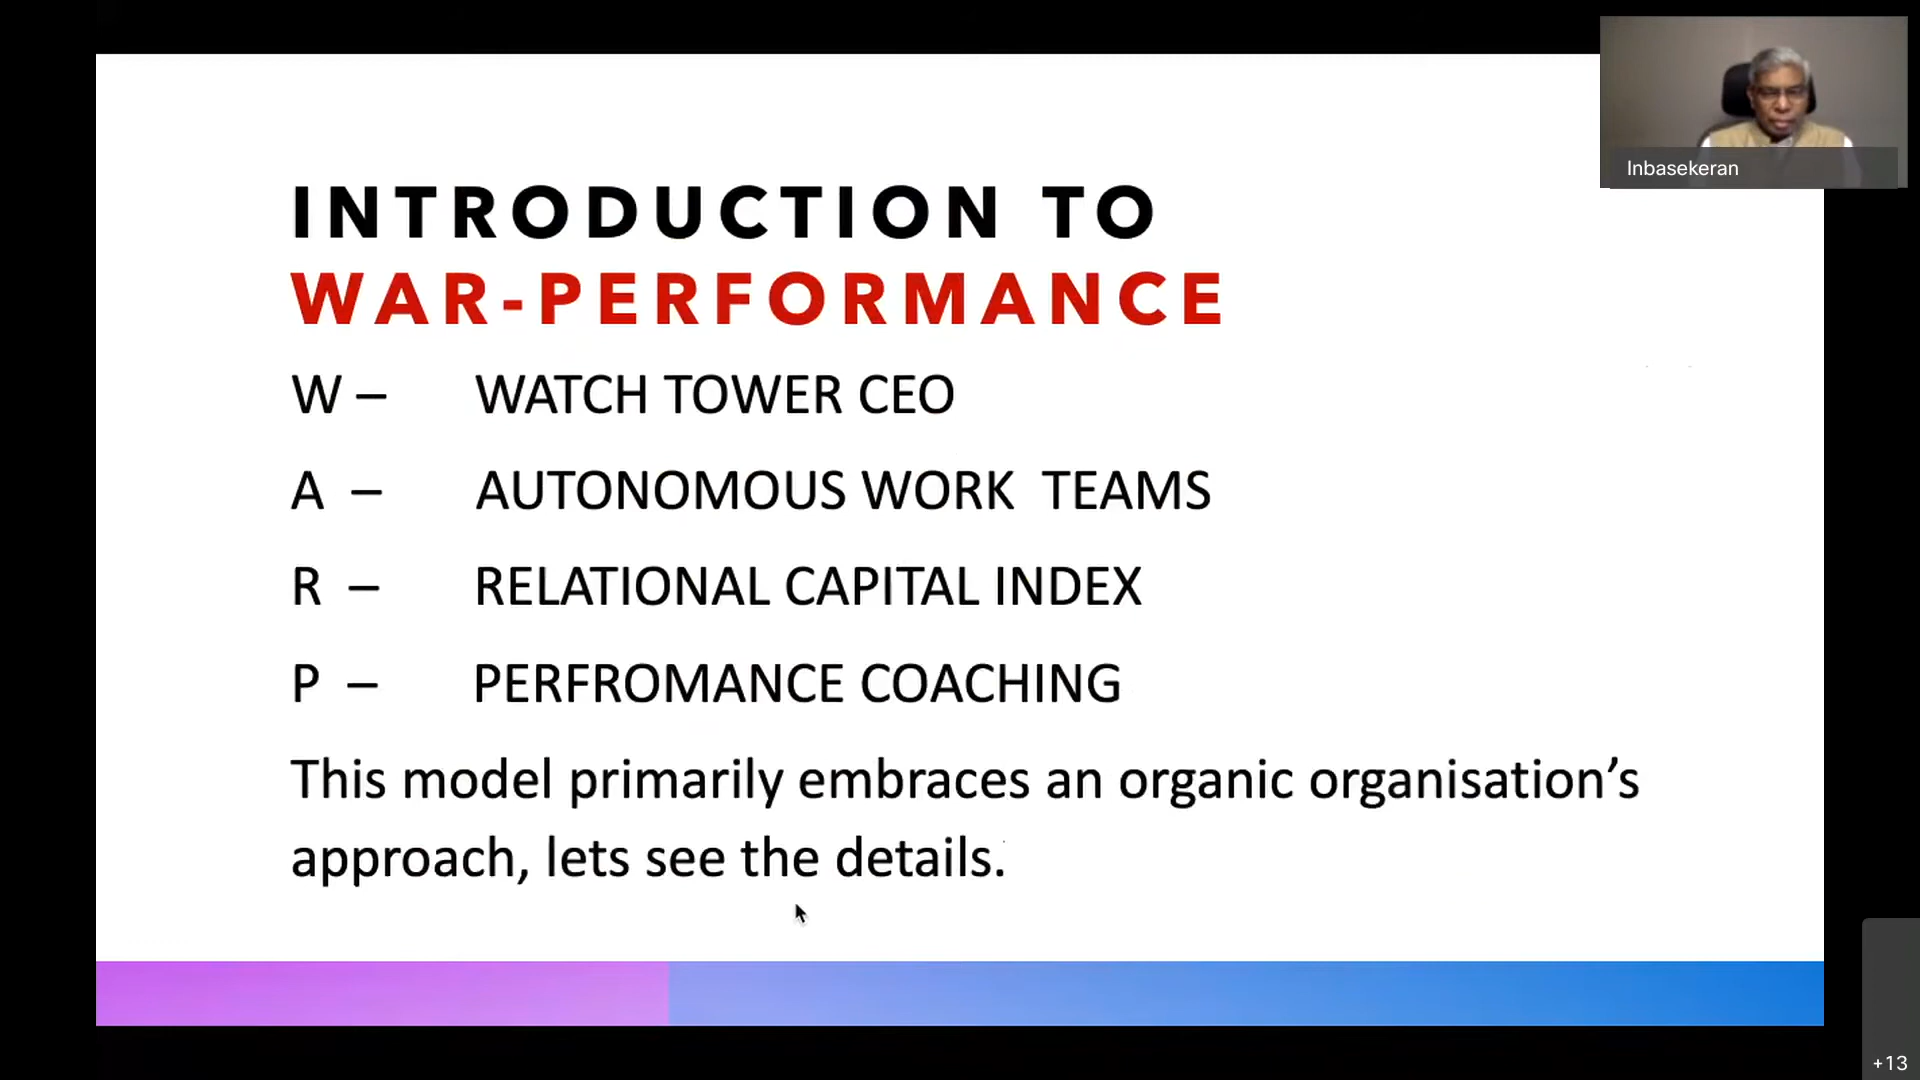 INTRODUCTION TO
WAR-PERFORMANCE
W – WATCH TOWER CEO
A – AUTONOMOUS WORK TEAMS
R – RELATIONAL CAPITAL INDEX
P – PERFROMANCE COACHING
This model primarily embraces an organic organisation’s
approach, lets see the details.
Inbasekeran
+13